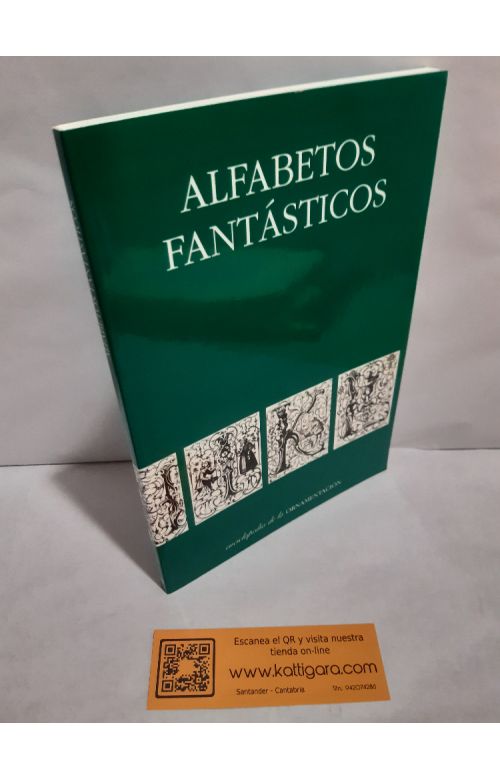 ALFABETOS
FANTÁSTICOS
enciclopedia de la ORNAMENTACIÓN
Escanea el QR y visita nuestra
tienda on-line
www.kattigara.com
Santander - Cantabria